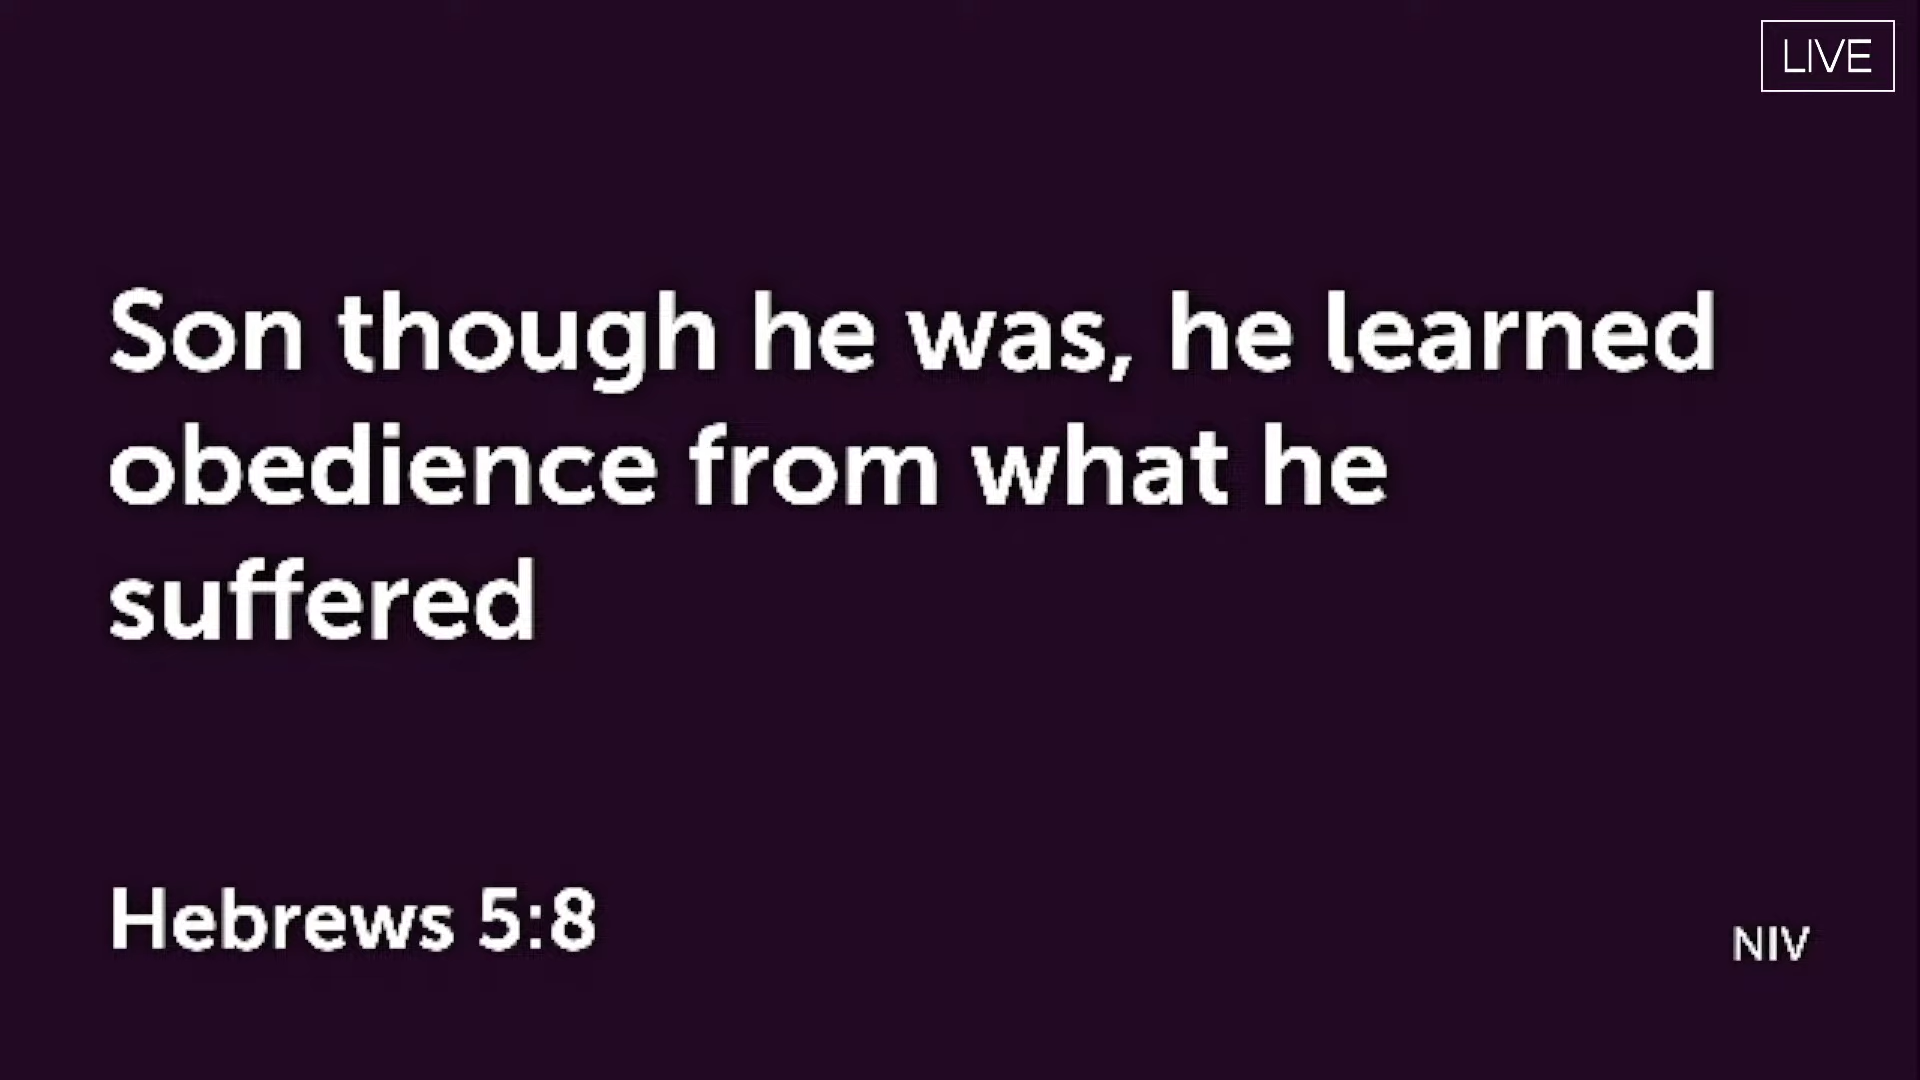 LIVE
Son though he was, he learned
obedience from what he
suffered
Hebrews 5:8
NIV